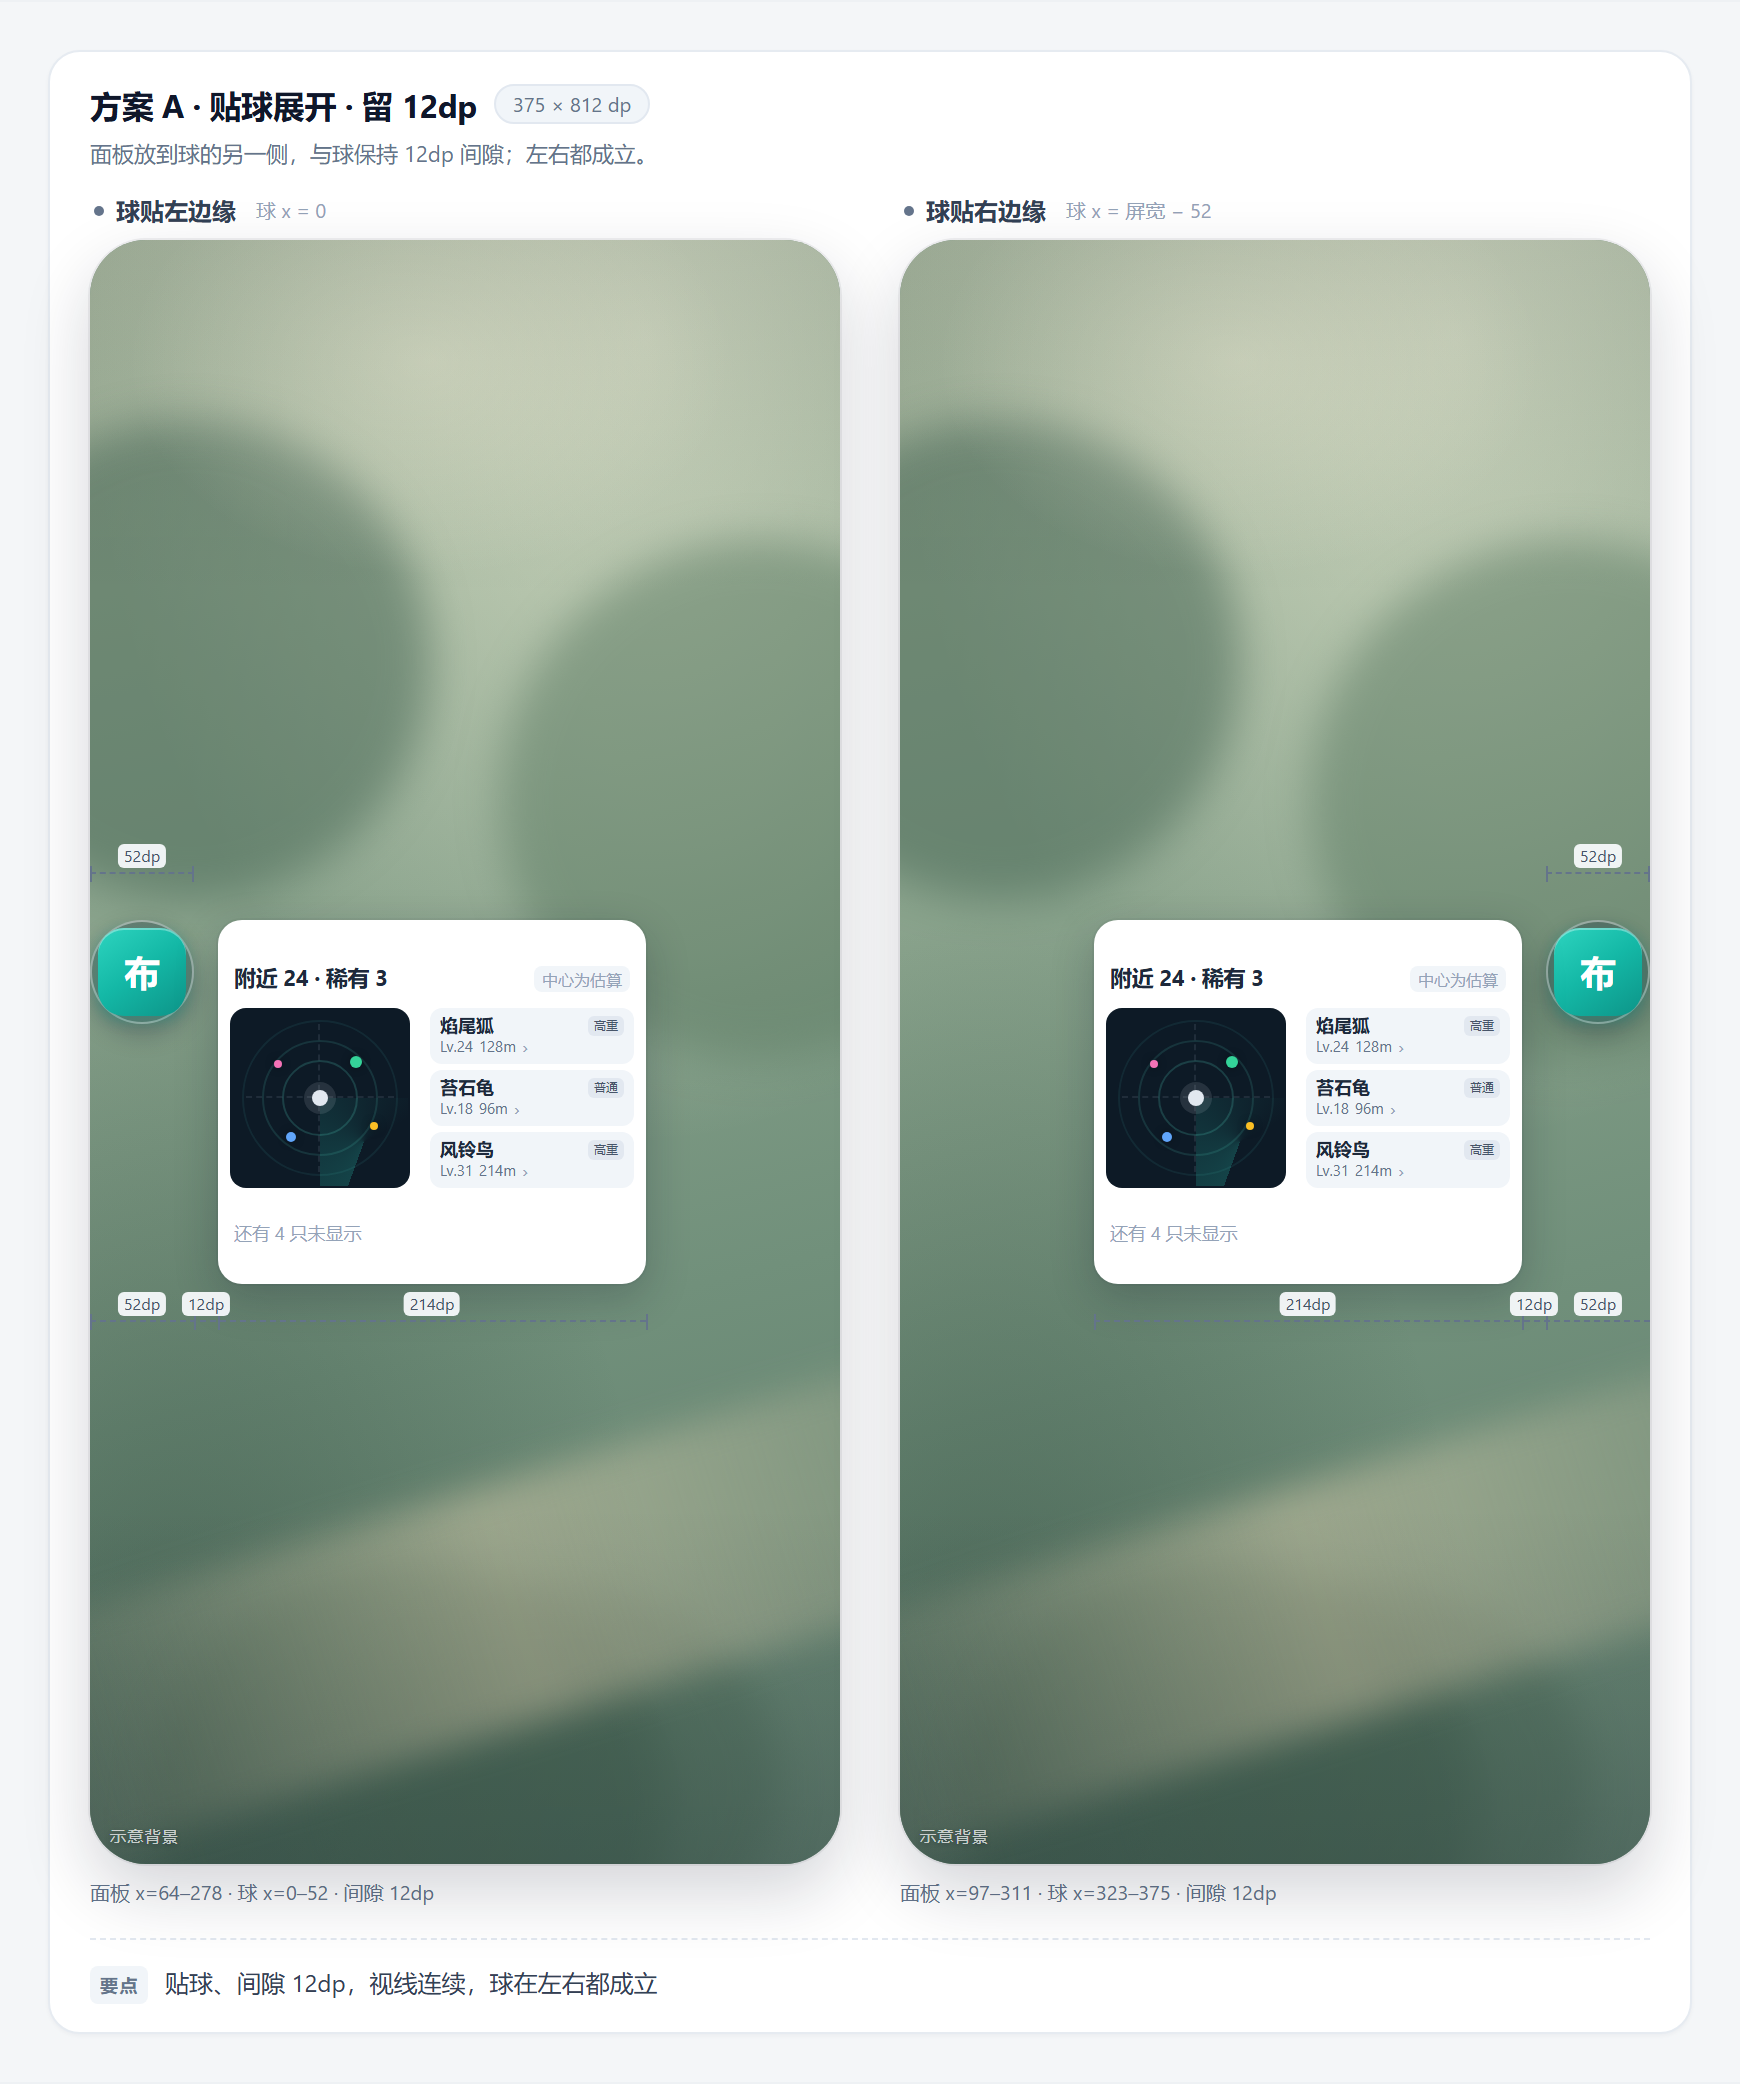 方案 A · 贴球展开 · 留 12dp 375 × 812 dp
面板放到球的另一侧，与球保持 12dp 间隙；左右都成立。
球贴左边缘 球 x = 0
52dp
布
附近 24 · 稀有 3 中心为估算
焰尾狐 高重
Lv.24 128m ›
苔石龟 普通
Lv.18 96m ›
风铃鸟 高重
Lv.31 214m ›
还有 4 只未显示
52dp 12dp 214dp
示意背景
面板 x=64–278 · 球 x=0–52 · 间隙 12dp
球贴右边缘 球 x = 屏宽 − 52
52dp
布
附近 24 · 稀有 3 中心为估算
焰尾狐 高重
Lv.24 128m ›
苔石龟 普通
Lv.18 96m ›
风铃鸟 高重
Lv.31 214m ›
还有 4 只未显示
214dp 12dp 52dp
示意背景
面板 x=97–311 · 球 x=323–375 · 间隙 12dp
要点 贴球、间隙 12dp，视线连续，球在左右都成立